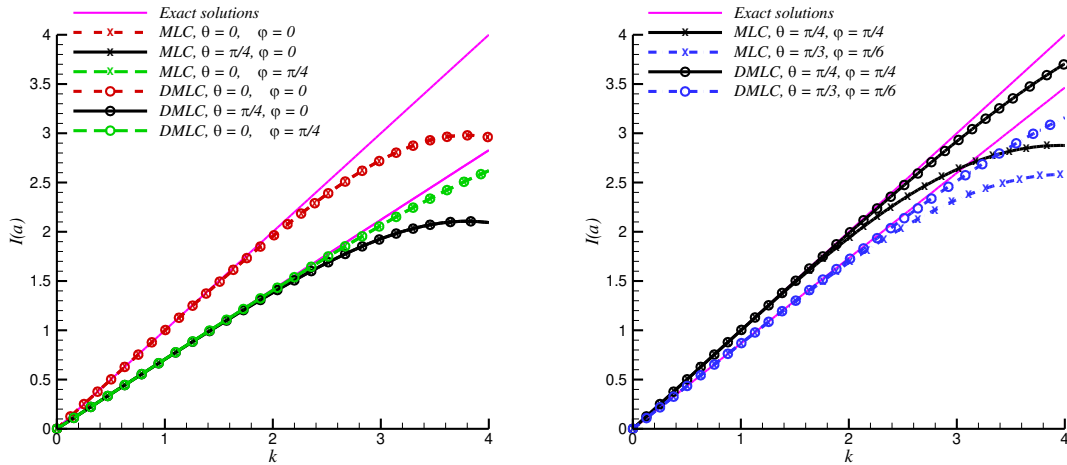 Exact solutions
MLC, θ = 0, φ = 0
MLC, θ = π/4, φ = 0
MLC, θ = 0, φ = π/4
DMLC, θ = 0, φ = 0
DMLC, θ = π/4, φ = 0
DMLC, θ = 0, φ = π/4
I(a)
4
3.5
3
2.5
2
1.5
1
0.5
0
0 1 2 3 4
k
Exact solutions
MLC, θ = π/4, φ = π/4
MLC, θ = π/3, φ = π/6
DMLC, θ = π/4, φ = π/4
DMLC, θ = π/3, φ = π/6
I(a)
4
3.5
3
2.5
2
1.5
1
0.5
0
0 1 2 3 4
k